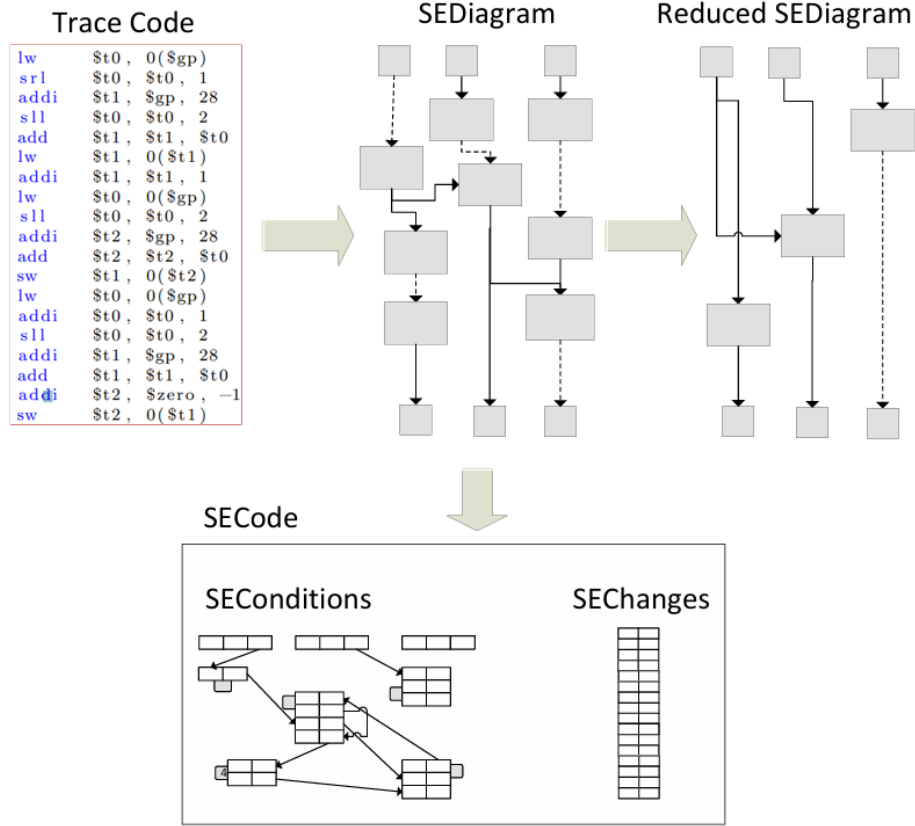 Trace Code
SEDiagram
Reduced SEDiagram
lw $t0, 0($gp)
srl $t0, $t0, 1
addi $t1, $gp, 28
sll $t0, $t0, 2
add $t1, $t1, $t0
lw $t1, 0($t1)
addi $t1, $t1, 1
lw $t0, 0($gp)
sll $t0, $t0, 2
addi $t2, $gp, 28
add $t2, $t2, $t0
sw $t1, 0($t2)
lw $t0, 0($gp)
addi $t0, $t0, 1
sll $t0, $t0, 2
addi $t1, $gp, 28
add $t1, $t1, $t0
addi $t2, $zero, −1
sw $t2, 0($t1)
SECode
SEConditions
SEChanges
4